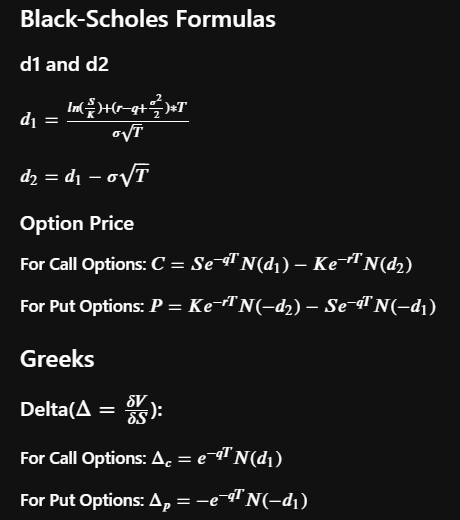 Black-Scholes Formulas
d1 and d2
d₁ = (ln(S/K)+(r−q+σ²/2)*T)/(σ√T)
d₂ = d₁ − σ√T
Option Price
For Call Options: C = Se^−qT N(d₁) − Ke^−rT N(d₂)
For Put Options: P = Ke^−rT N(−d₂) − Se^−qT N(−d₁)
Greeks
Delta(Δ = δV/δS):
For Call Options: Δ_c = e^−qT N(d₁)
For Put Options: Δ_p = −e^−qT N(−d₁)